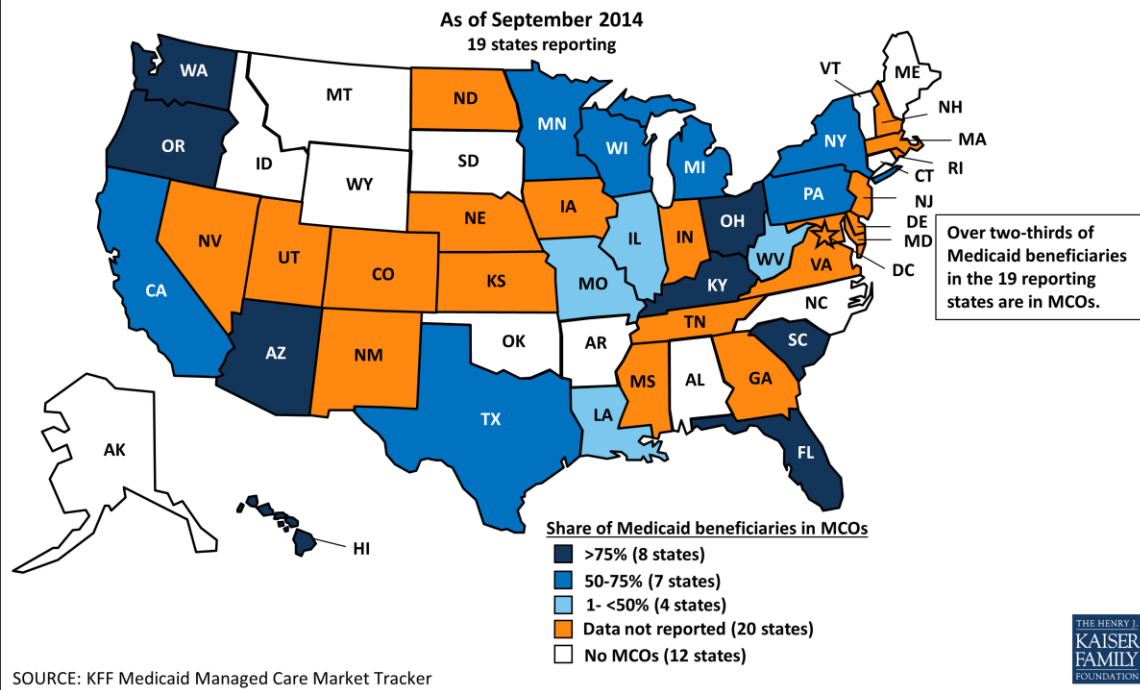 As of September 2014
19 states reporting
WA
MT
ND
MN
VT
ME
NH
OR
ID
SD
WI
MI
NY
MA
WY
RI
CT
PA
NJ
IA
NE
OH
DE
NV
UT
IL
IN
MD
WV
VA
DC
CO
CA
KS
MO
KY
NC
TN
OK
AR
SC
AZ
NM
MS
AL
GA
TX
LA
FL
AK
HI
Over two-thirds of
Medicaid beneficiaries
in the 19 reporting
states are in MCOs.
Share of Medicaid beneficiaries in MCOs
>75% (8 states)
50-75% (7 states)
1- <50% (4 states)
Data not reported (20 states)
No MCOs (12 states)
SOURCE: KFF Medicaid Managed Care Market Tracker
THE HENRY J.
KAISER
FAMILY
FOUNDATION